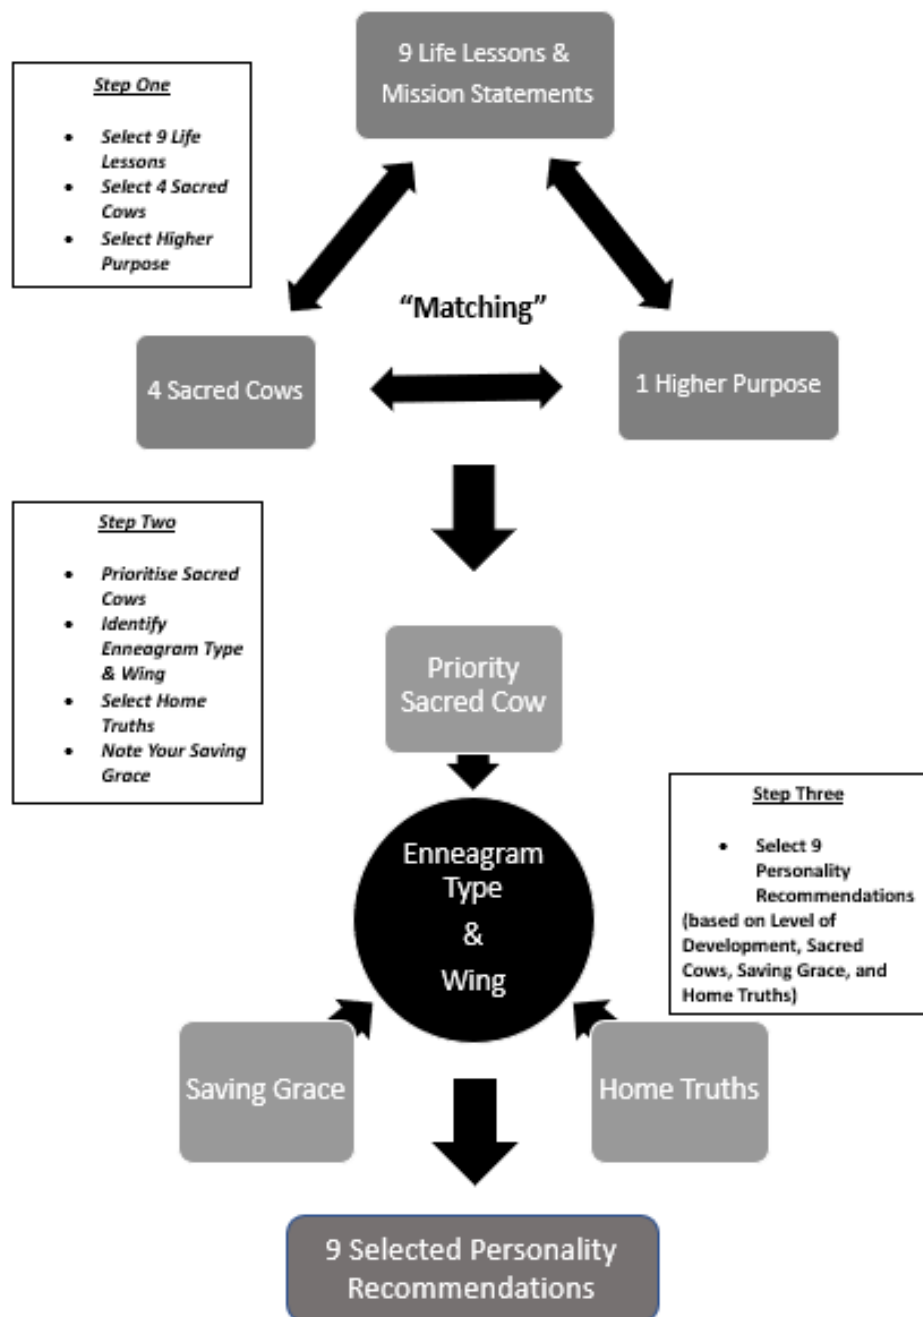 9 Life Lessons &
Mission Statements
Step One
• Select 9 Life
Lessons
• Select 4 Sacred
Cows
• Select Higher
Purpose
“Matching”
4 Sacred Cows
1 Higher Purpose
Step Two
• Prioritise Sacred
Cows
• Identify
Enneagram Type
& Wing
• Select Home
Truths
• Note Your Saving
Grace
Priority
Sacred Cow
Enneagram
Type
&
Wing
Step Three
• Select 9
Personality
Recommendations
(based on Level of
Development, Sacred
Cows, Saving Grace, and
Home Truths)
Saving Grace
Home Truths
9 Selected Personality
Recommendations